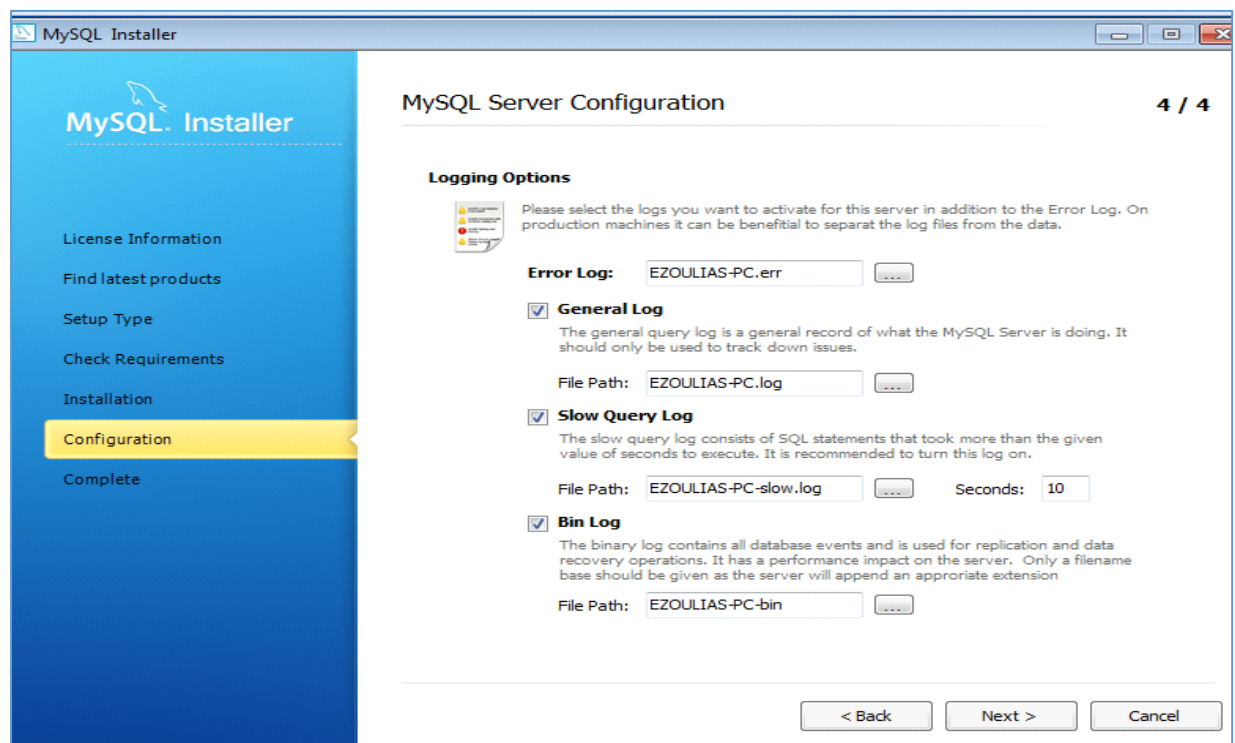 MySQL Installer
MySQL. Installer
License Information
Find latest products
Setup Type
Check Requirements
Installation
Configuration
Complete
MySQL Server Configuration
4 / 4
Logging Options
Please select the logs you want to activate for this server in addition to the Error Log. On
production machines it can be benefitial to separat the log files from the data.
Error Log: EZOULIAS-PC.err ...
General Log
The general query log is a general record of what the MySQL Server is doing. It
should only be used to track down issues.
File Path: EZOULIAS-PC.log ...
Slow Query Log
The slow query log consists of SQL statements that took more than the given
value of seconds to execute. It is recommended to turn this log on.
File Path: EZOULIAS-PC-slow.log ... Seconds: 10
Bin Log
The binary log contains all database events and is used for replication and data
recovery operations. It has a performance impact on the server. Only a filename
base should be given as the server will append an approriate extension
File Path: EZOULIAS-PC-bin ...
< Back Next > Cancel